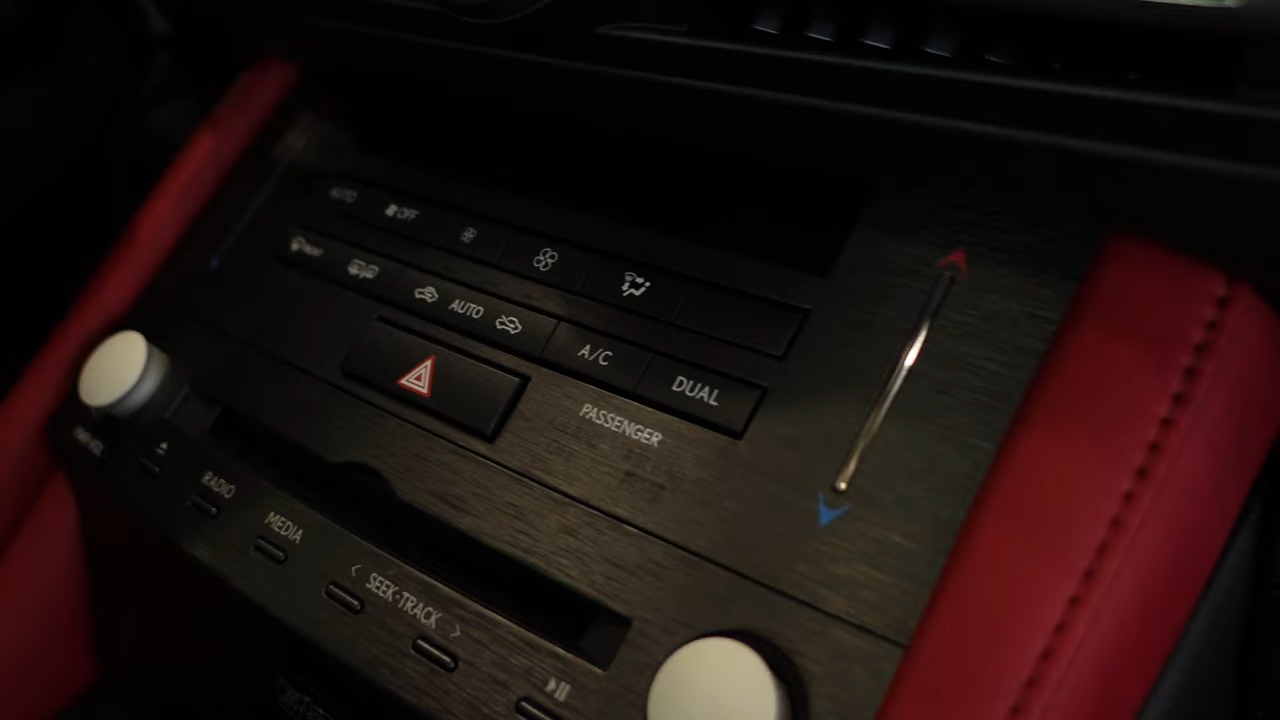 AUTO
OFF
AUTO
A/C
DUAL
PASSENGER
RADIO
MEDIA
< SEEK·TRACK >